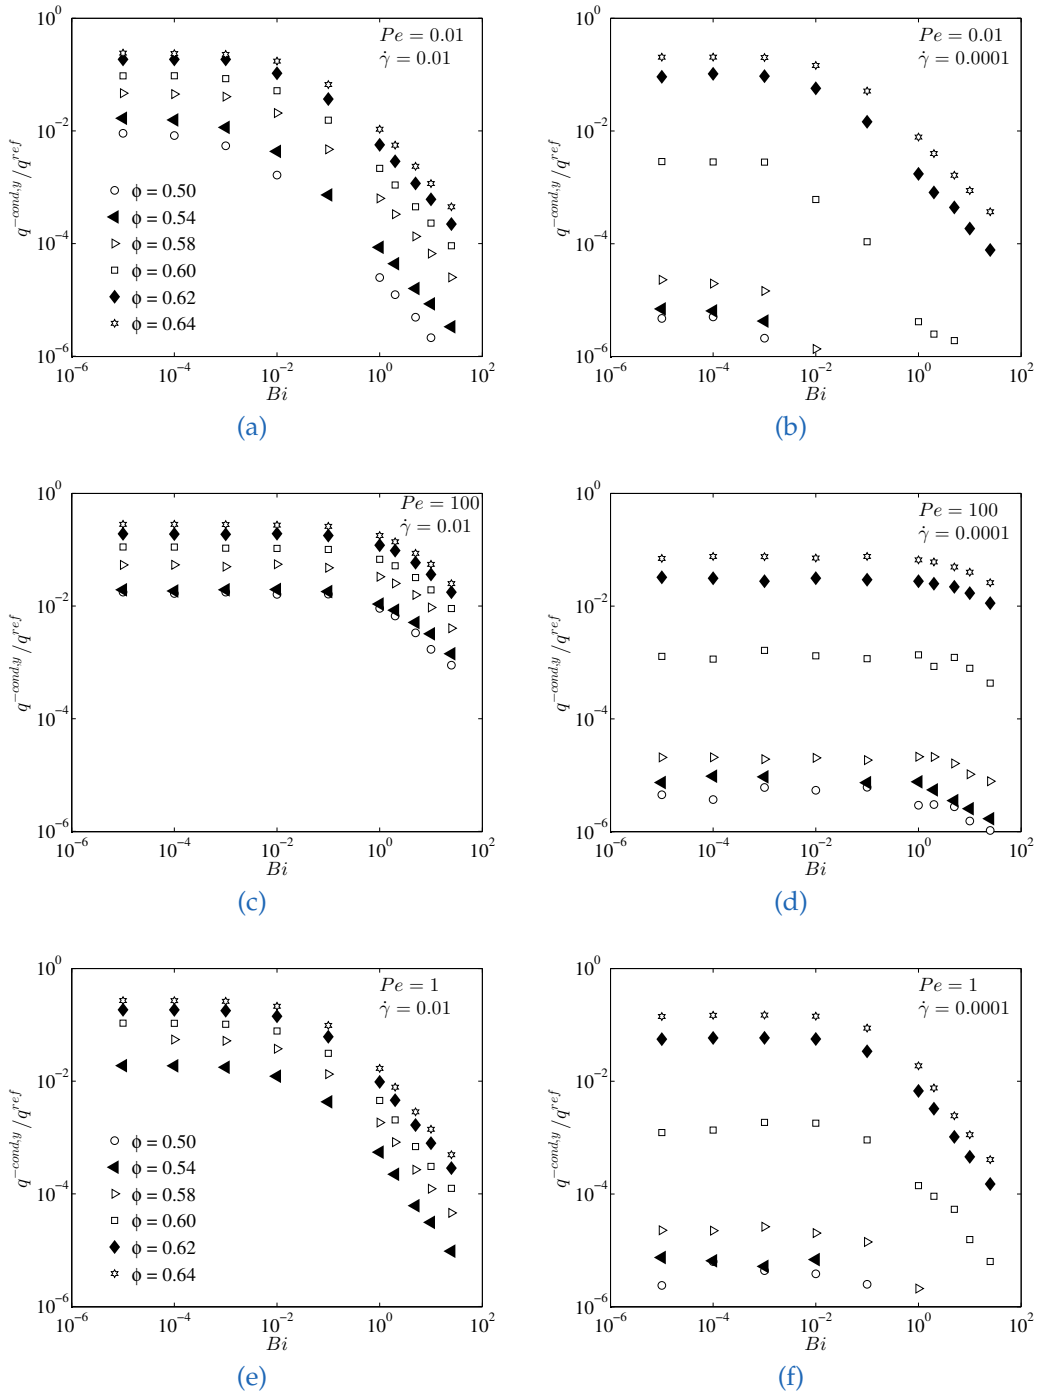 10^0
10^-2
10^-4
10^-6
q^{-cond,y}/q^{ref}
Pe = 0.01
γ̇ = 0.01
ϕ = 0.50
ϕ = 0.54
ϕ = 0.58
ϕ = 0.60
ϕ = 0.62
ϕ = 0.64
10^-6 10^-4 10^-2 10^0 10^2
Bi
(a)
10^0
10^-2
10^-4
10^-6
q^{-cond,y}/q^{ref}
Pe = 0.01
γ̇ = 0.0001
10^-6 10^-4 10^-2 10^0 10^2
Bi
(b)
10^0
10^-2
10^-4
10^-6
q^{-cond,y}/q^{ref}
Pe = 100
γ̇ = 0.01
10^-6 10^-4 10^-2 10^0 10^2
Bi
(c)
10^0
10^-2
10^-4
10^-6
q^{-cond,y}/q^{ref}
Pe = 100
γ̇ = 0.0001
10^-6 10^-4 10^-2 10^0 10^2
Bi
(d)
10^0
10^-2
10^-4
10^-6
q^{-cond,y}/q^{ref}
Pe = 1
γ̇ = 0.01
ϕ = 0.50
ϕ = 0.54
ϕ = 0.58
ϕ = 0.60
ϕ = 0.62
ϕ = 0.64
10^-6 10^-4 10^-2 10^0 10^2
Bi
(e)
10^0
10^-2
10^-4
10^-6
q^{-cond,y}/q^{ref}
Pe = 1
γ̇ = 0.0001
10^-6 10^-4 10^-2 10^0 10^2
Bi
(f)